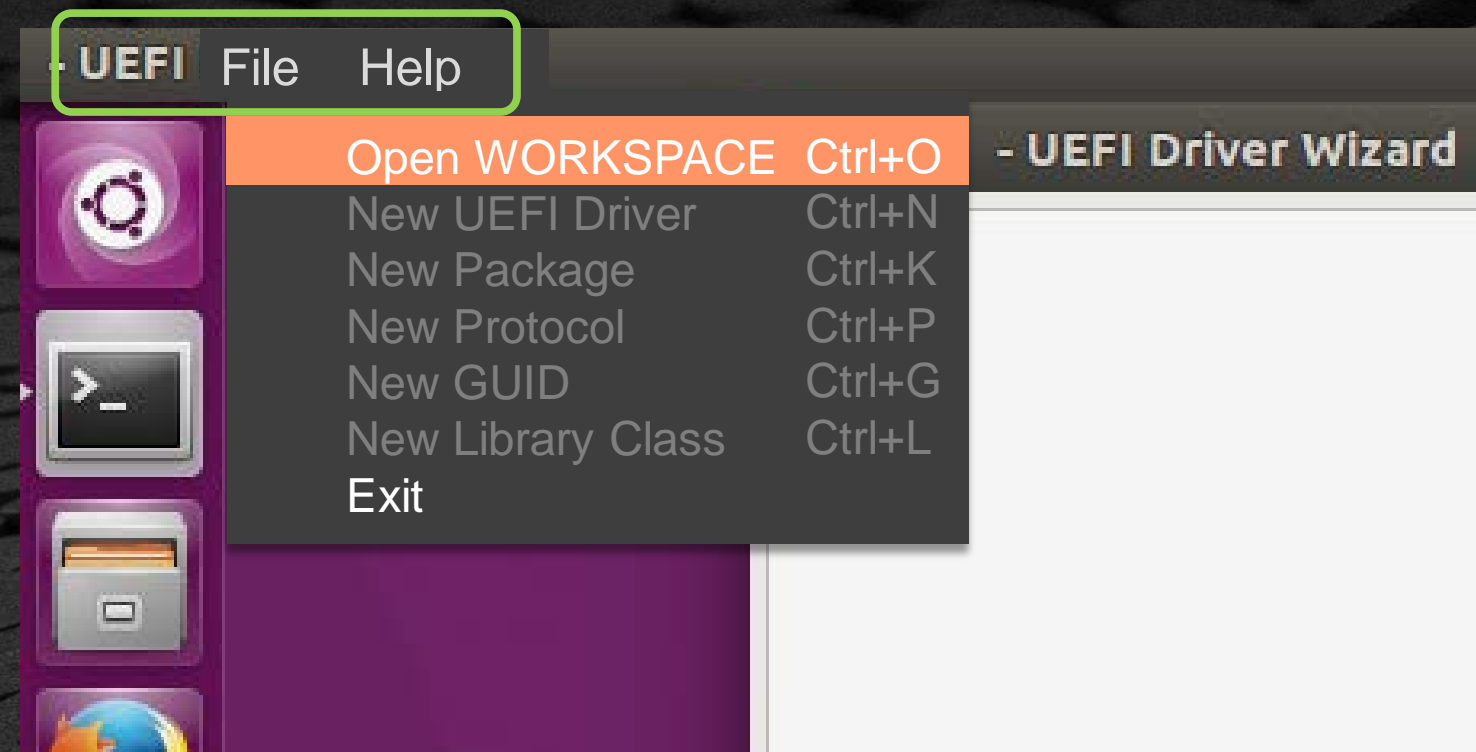 - UEFI File Help
- UEFI Driver Wizard
Open WORKSPACE Ctrl+O
New UEFI Driver Ctrl+N
New Package Ctrl+K
New Protocol Ctrl+P
New GUID Ctrl+G
New Library Class Ctrl+L
Exit
>_